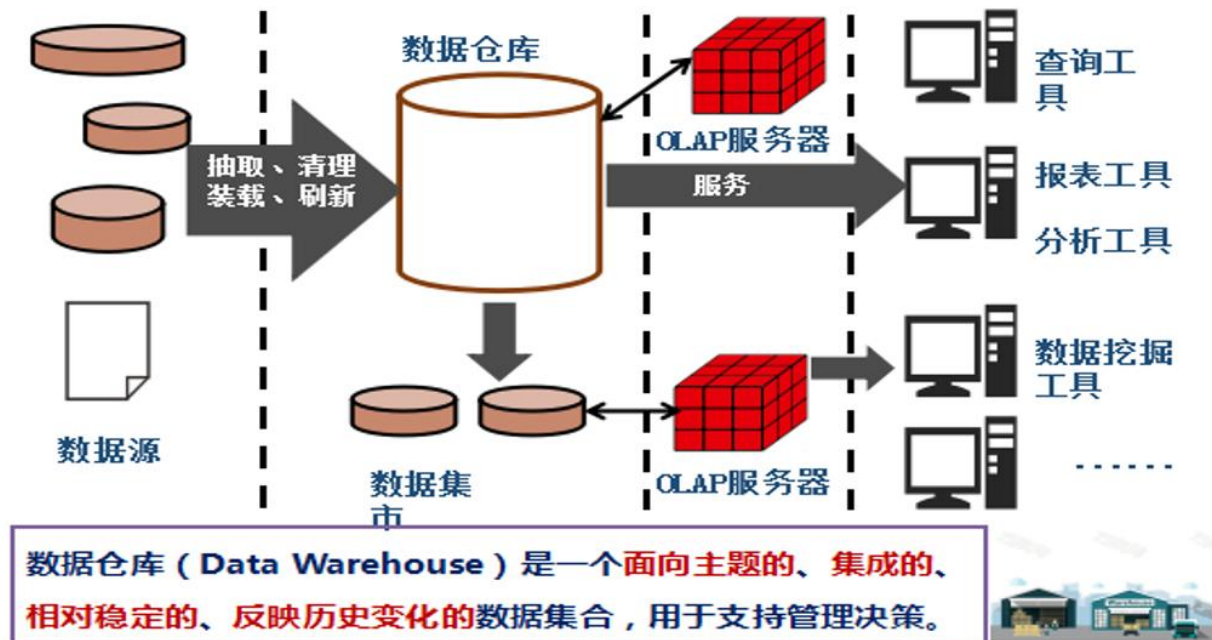 数据仓库
查询工
具
OLAP服务器
抽取、清理
装载、刷新
服务
报表工具
分析工具
数据挖掘
工具
数据源
数据集
市
OLAP服务器
......
数据仓库（Data Warehouse）是一个面向主题的、集成的、
相对稳定的、反映历史变化的数据集合，用于支持管理决策。
Warehouse